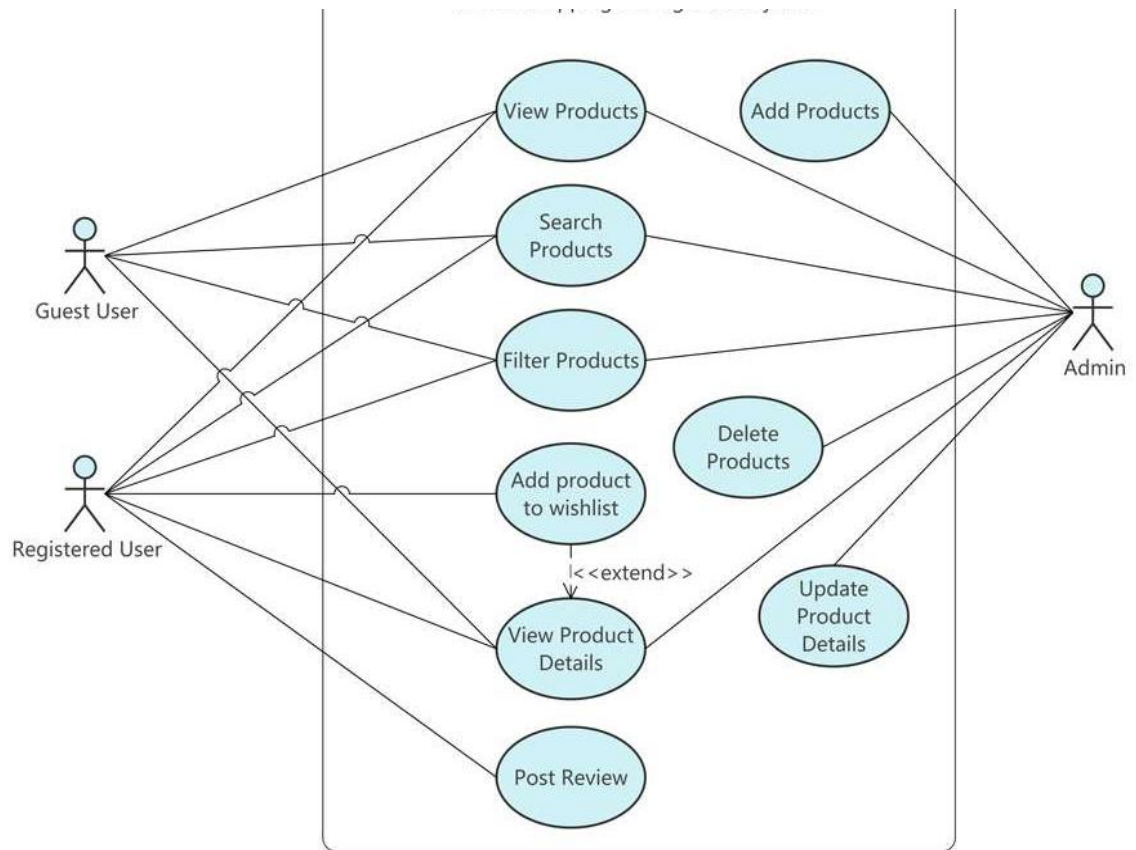 View Products
Add Products
Search
Products
Guest User
Filter Products
Admin
Delete
Products
Add product
to wishlist
Registered User
<<extend>>
View Product
Details
Update
Product
Details
Post Review